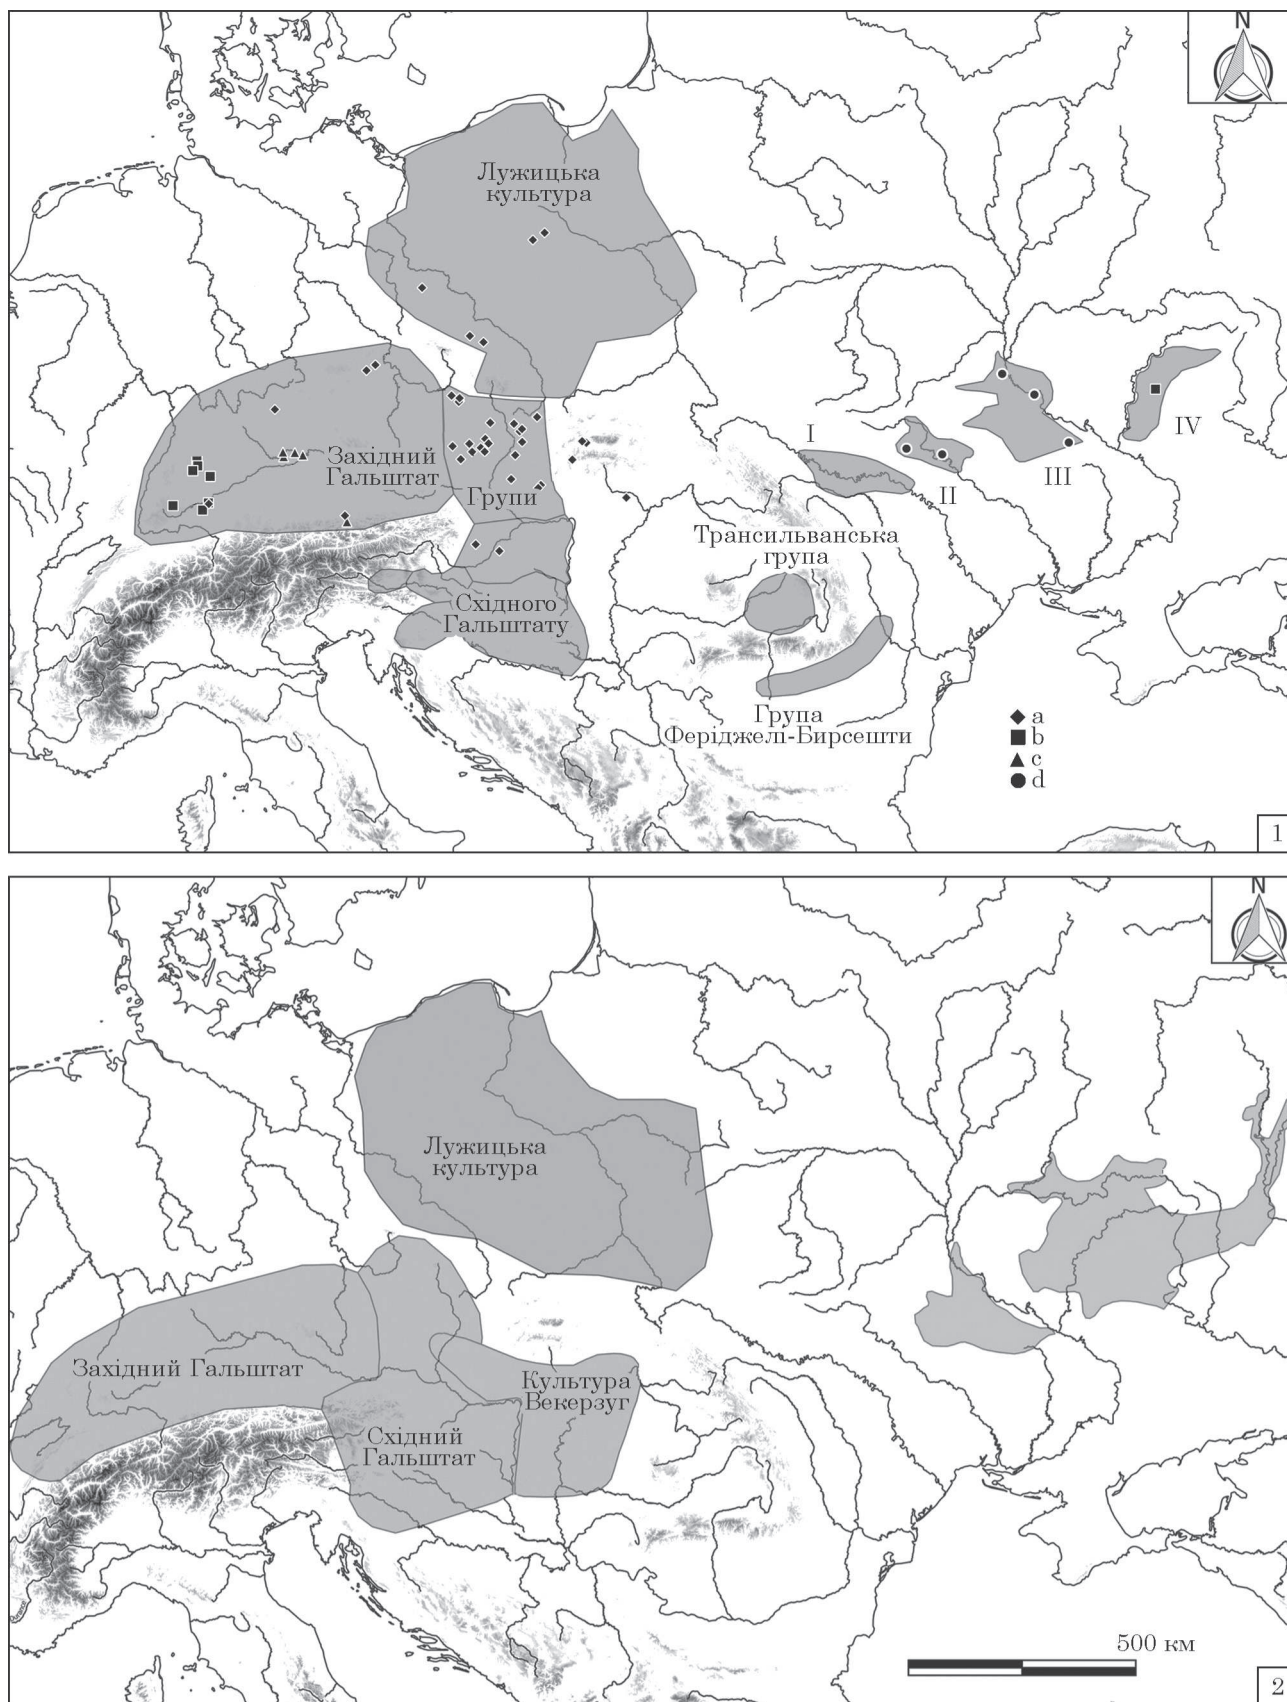 N
Лужицька
культура
I
II
III
IV
Західний
Гальштат
Групи
Східного
Гальштату
Трансильванська
група
Група
Феріджелі-Бирсешти
a
b
c
d
1
N
Лужицька
культура
Західний Гальштат
Культура
Векерзуг
Східний
Гальштат
500 км
2